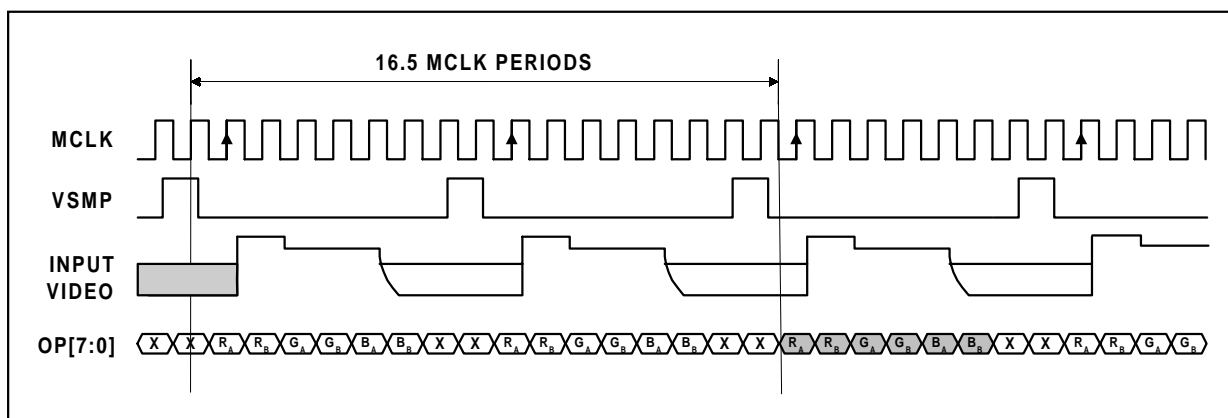 16.5 MCLK PERIODS
MCLK
VSMP
INPUT
VIDEO
OP[7:0] X X RA RB GA GB BA BB X X RA RB GA GB BA BB X X RA RB GA GB BA BB X X RA RB GA GB